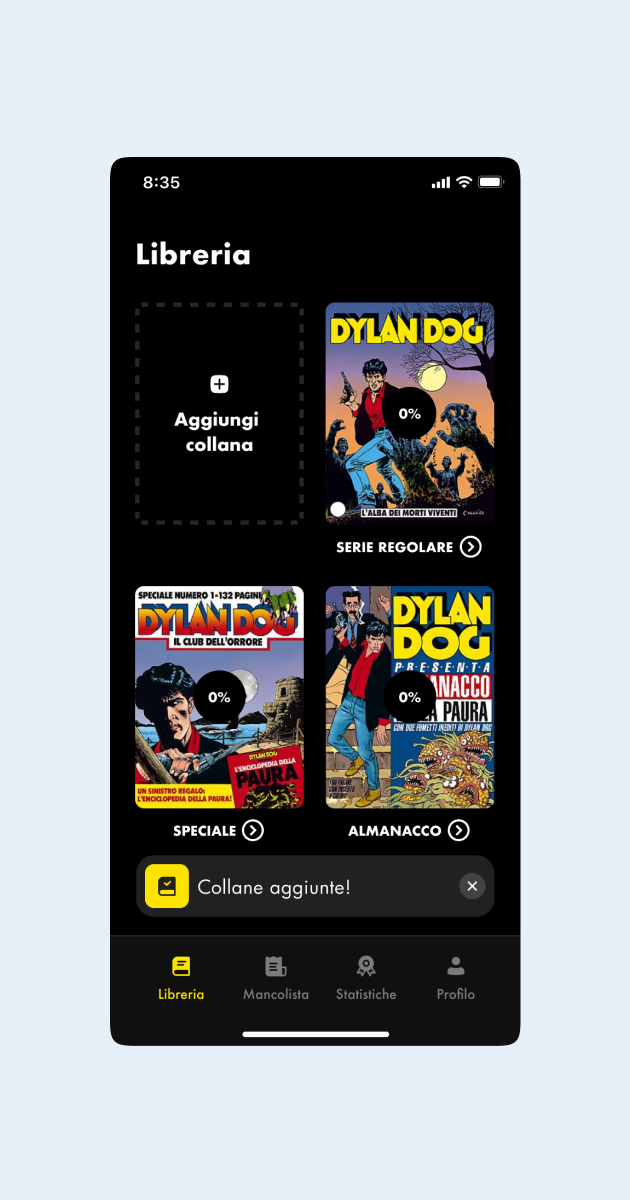 8:35
Libreria
Aggiungi
collana
DYLAN DOG
0%
L'ALBA DEI MORTI VIVENTI
SERIE REGOLARE
SPECIALE NUMERO 1-132 PAGINE
DYLAN DOG
IL CLUB DELL'ORRORE
0%
DYLAN DOG
L'ENCICLOPEDIA DELLA
PAURA
UN SINISTRO REGALO:
L'ENCICLOPEDIA DELLA PAURA!
SPECIALE
DYLAN
DOG
PRESENTA
ANACCO
0%
A PAURA
CON DUE FUMETTI INEDITI DI DYLAN DOG
ALMANACCO
Collane aggiunte!
Libreria
Mancolista
Statistiche
Profilo